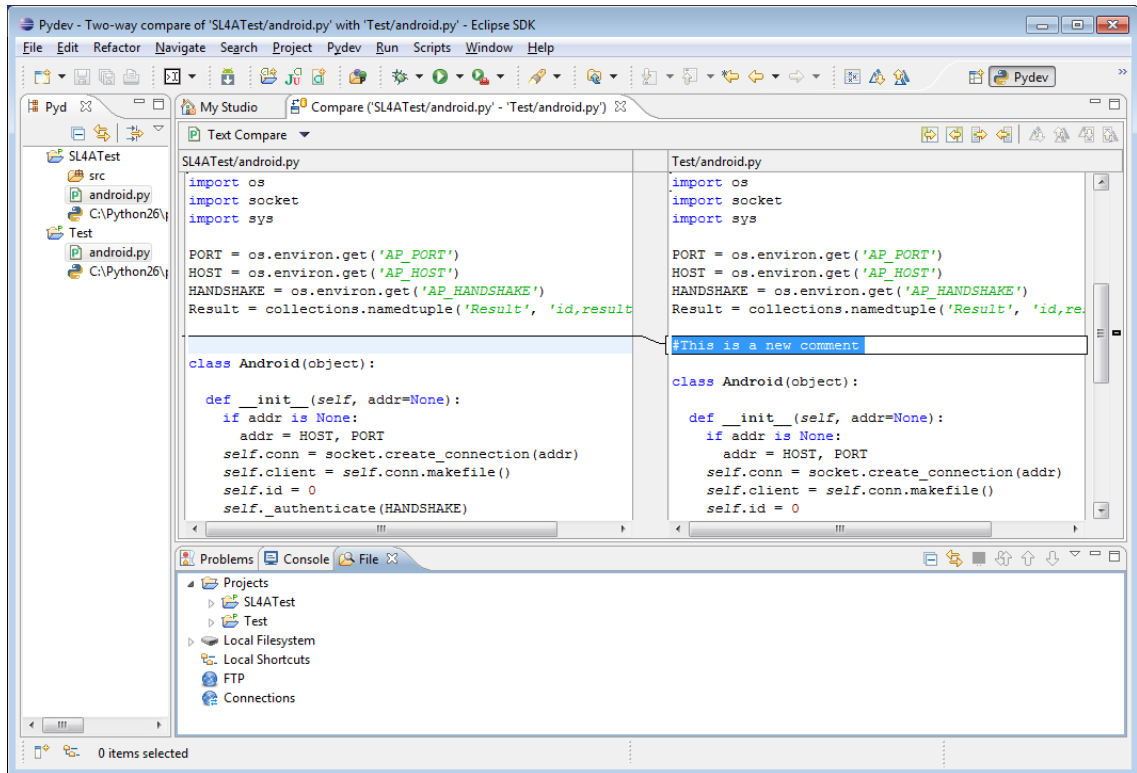 Pydev - Two-way compare of 'SL4ATest/android.py' with 'Test/android.py' - Eclipse SDK
File Edit Refactor Navigate Search Project Pydev Run Scripts Window Help
Pydev
Pyd
My Studio Compare ('SL4ATest/android.py' - 'Test/android.py')
Text Compare
SL4ATest
src
android.py
C:\Python26\p
Test
android.py
C:\Python26\p
SL4ATest/android.py
import os
import socket
import sys
PORT = os.environ.get('AP_PORT')
HOST = os.environ.get('AP_HOST')
HANDSHAKE = os.environ.get('AP_HANDSHAKE')
Result = collections.namedtuple('Result', 'id,result
class Android(object):
def __init__(self, addr=None):
if addr is None:
addr = HOST, PORT
self.conn = socket.create_connection(addr)
self.client = self.conn.makefile()
self.id = 0
self._authenticate(HANDSHAKE)
Test/android.py
import os
import socket
import sys
PORT = os.environ.get('AP_PORT')
HOST = os.environ.get('AP_HOST')
HANDSHAKE = os.environ.get('AP_HANDSHAKE')
Result = collections.namedtuple('Result', 'id,re
#This is a new comment
class Android(object):
def __init__(self, addr=None):
if addr is None:
addr = HOST, PORT
self.conn = socket.create_connection(addr)
self.client = self.conn.makefile()
self.id = 0
Problems Console File
Projects
SL4ATest
Test
Local Filesystem
Local Shortcuts
FTP
Connections
0 items selected